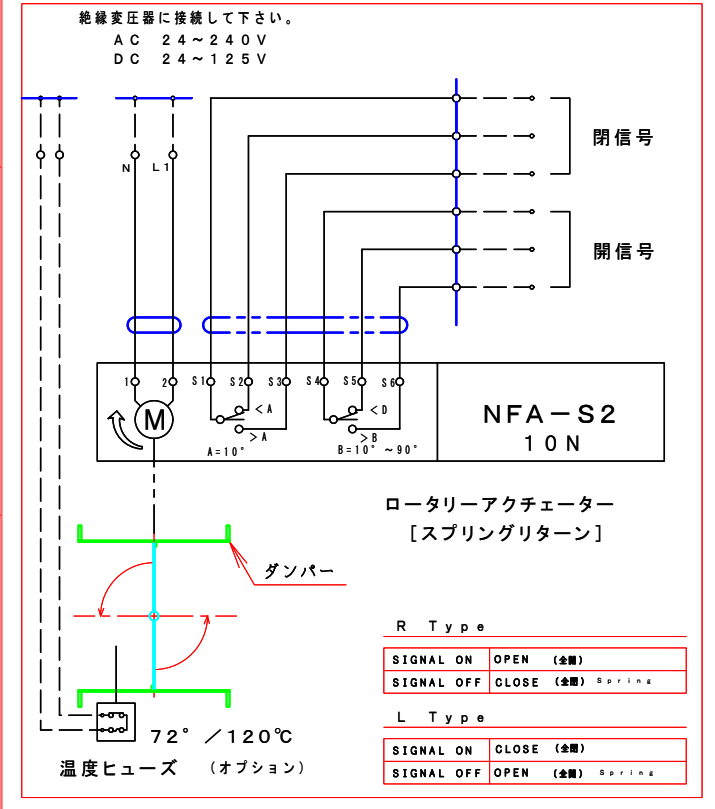 絶縁変圧器に接続して下さい。
AC 24~240V
DC 24~125V
閉信号
N L1
開信号
1 2 S1 S2 S3 S4 S5 S6
M
<A
>A
A=10°
<D
>B
B=10°~90°
NFA-S2
10N
ロータリーアクチェーター
[スプリングリターン]
ダンパー
R Type
SIGNAL ON OPEN (全開)
SIGNAL OFF CLOSE (全閉) Spring
L Type
SIGNAL ON CLOSE (全閉)
SIGNAL OFF OPEN (全開) Spring
72°/120℃
温度ヒューズ (オプション)